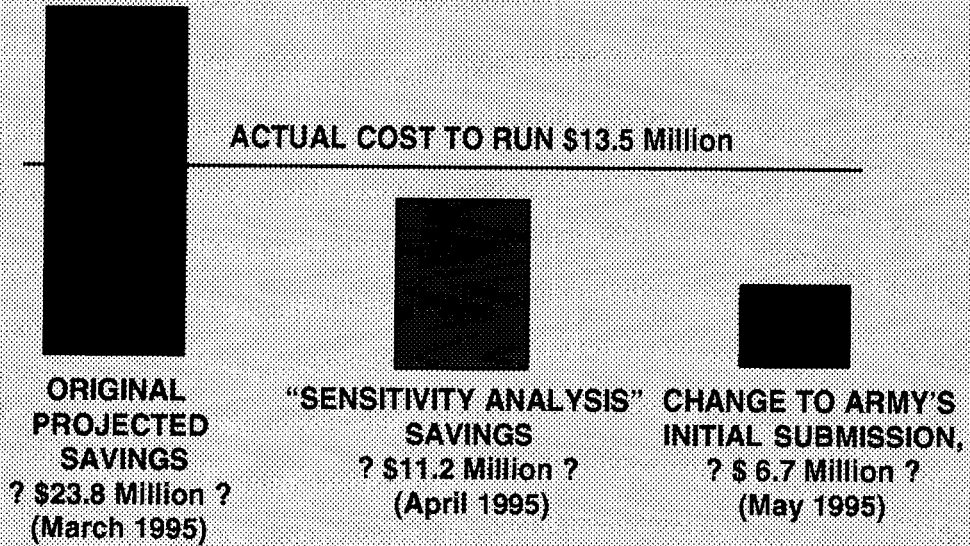 ACTUAL COST TO RUN $13.5 Million
ORIGINAL
PROJECTED
SAVINGS
? $23.8 Million ?
(March 1995)
"SENSITIVITY ANALYSIS"
SAVINGS
? $11.2 Million ?
(April 1995)
CHANGE TO ARMY'S
INITIAL SUBMISSION,
? $ 6.7 Million ?
(May 1995)